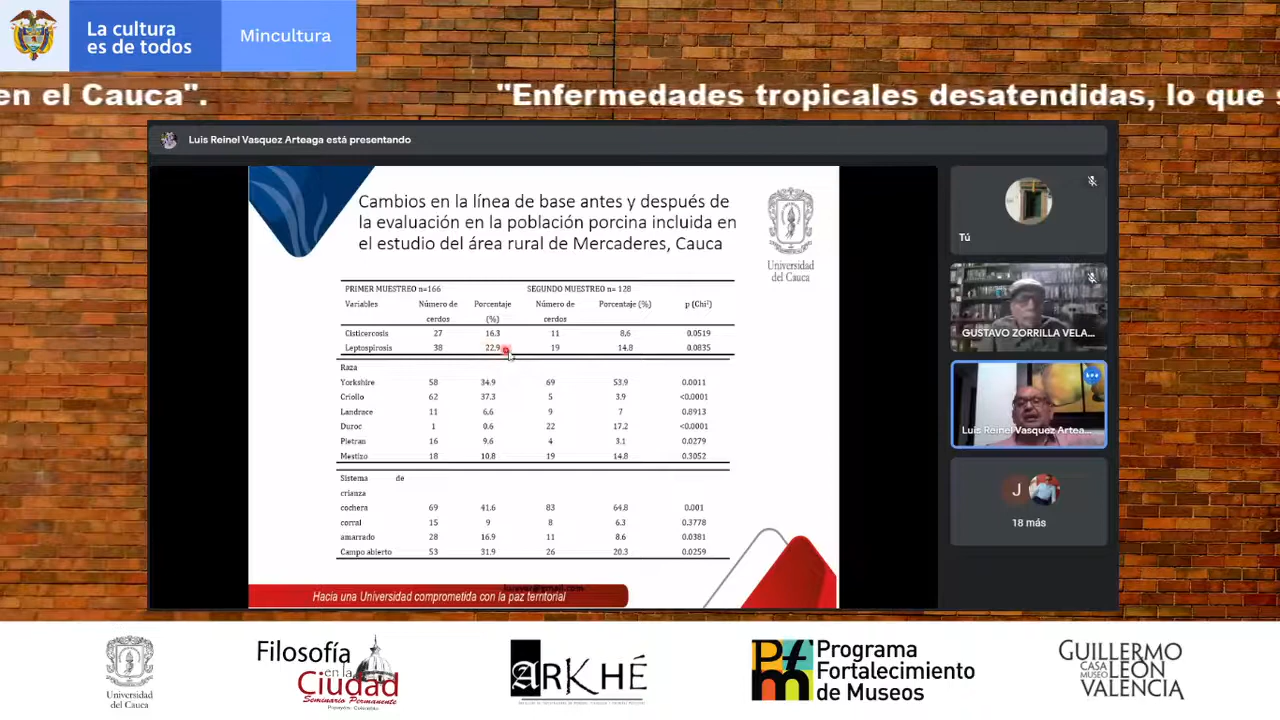 La cultura
es de todos
Mincultura
en el Cauca".
"Enfermedades tropicales desatendidas, lo que s
Luis Reinel Vasquez Arteaga está presentando
Cambios en la línea de base antes y después de
la evaluación en la población porcina incluida en
el estudio del área rural de Mercaderes, Cauca
Universidad
del Cauca
PRIMER MUESTREO n=166 SEGUNDO MUESTREO n= 128
Variables Número de Porcentaje Número de Porcentaje (%) p (Chi²)
cerdos (%) cerdos
Cisticercosis 27 16.3 11 8.6 0.0519
Leptospirosis 38 22.9 19 14.8 0.0835
Raza
Yorkshire 58 34.9 69 53.9 0.0011
Criollo 62 37.3 5 3.9 <0.0001
Landrace 11 6.6 9 7 0.8913
Duroc 1 0.6 22 17.2 <0.0001
Pietran 16 9.6 4 3.1 0.0279
Mestizo 18 10.8 19 14.8 0.3052
Sistema de
crianza
cochera 69 41.6 83 64.8 0.001
corral 15 9 8 6.3 0.3778
amarrado 28 16.9 11 8.6 0.0381
Campo abierto 53 31.9 26 20.3 0.0259
Hacia una Universidad comprometida con la paz territorial
Tú
GUSTAVO ZORRILLA VELA...
Luis Reinel Vasquez Artea...
J
18 más
Universidad
del Cauca
Filosofía
en la
Ciudad
Seminario Permanente
Popayán, Colombia
ARKHÉ
Pfm
Programa
Fortalecimiento
de Museos
GUILLERMO
CASA MUSEO
LEÓN
VALENCIA